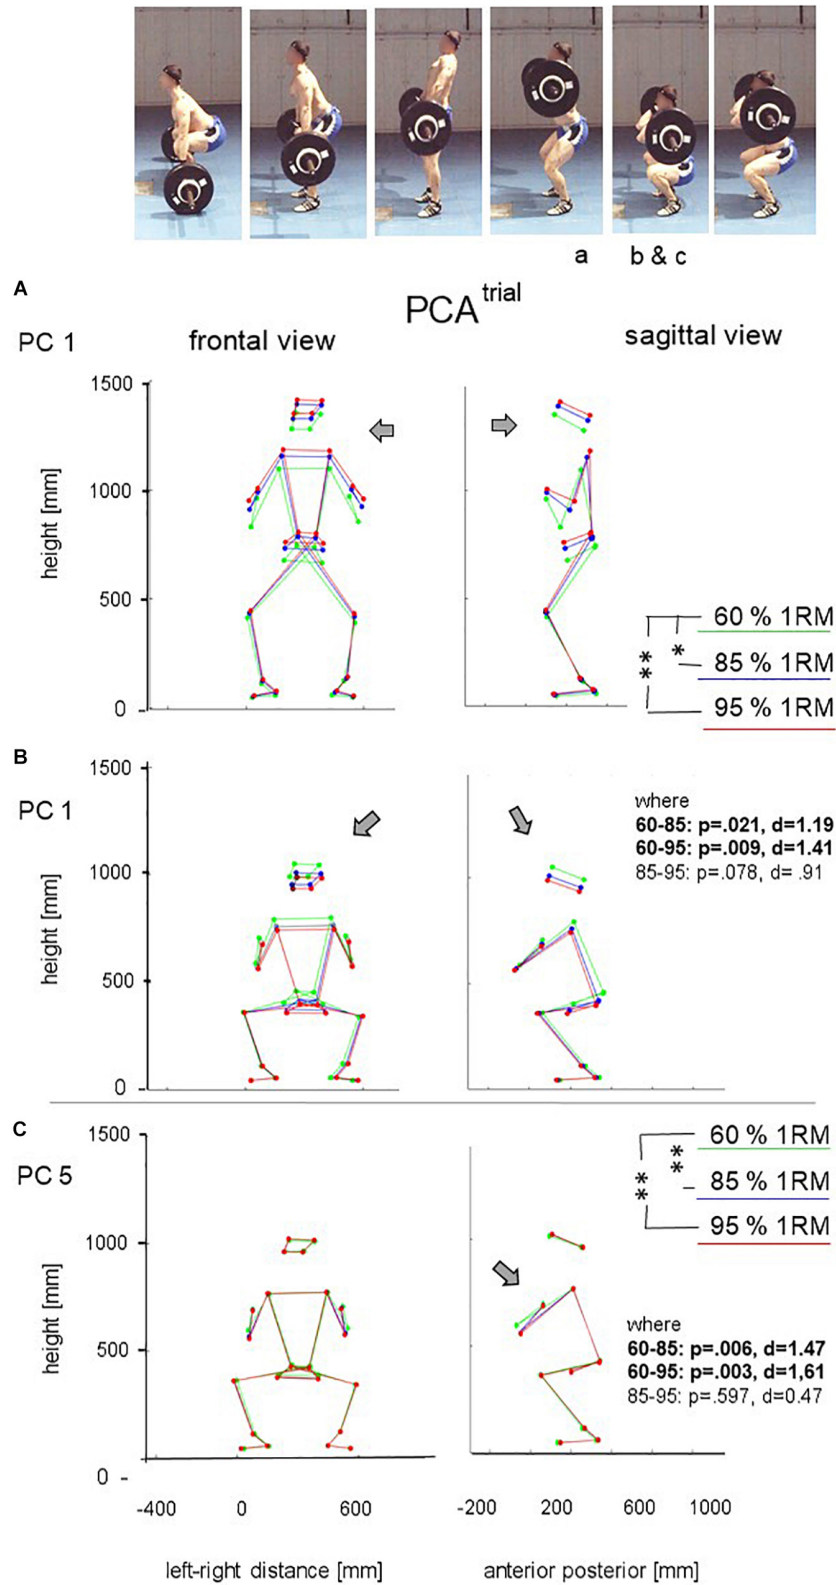 a b & c
A
PCA trial
PC 1 frontal view sagittal view
1500
1000
500
0
height [mm]
60 % 1RM
85 % 1RM
95 % 1RM
*
**
B
PC 1
1500
1000
500
0
height [mm]
where
60-85: p=.021, d=1.19
60-95: p=.009, d=1.41
85-95: p=.078, d= .91
C
PC 5
1500
1000
500
0 -
height [mm]
60 % 1RM
85 % 1RM
95 % 1RM
**
**
where
60-85: p=.006, d=1.47
60-95: p=.003, d=1,61
85-95: p=.597, d=0.47
-400 0 600 -200 200 600 1000
left-right distance [mm] anterior posterior [mm]